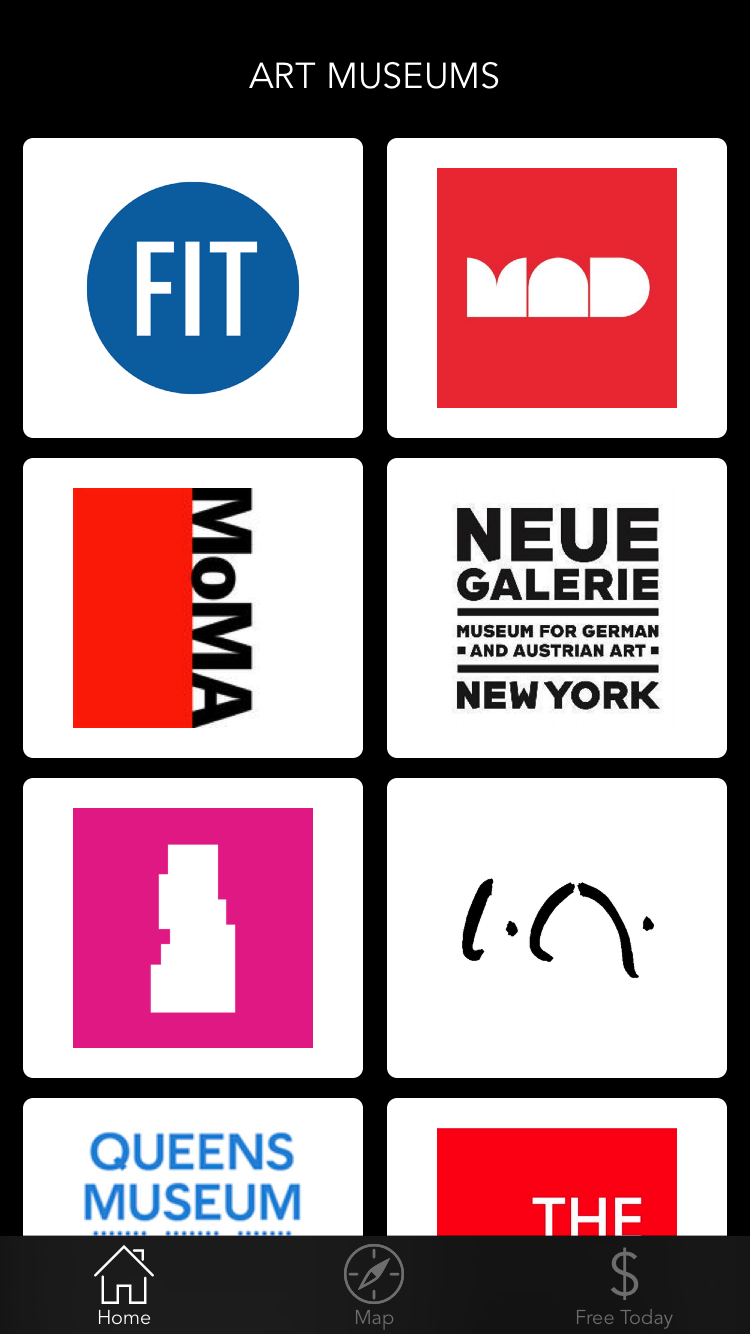 ART MUSEUMS
FIT
MAD
MoMA
NEUE
GALERIE
MUSEUM FOR GERMAN
AND AUSTRIAN ART
NEW YORK
QUEENS
MUSEUM
THE
Home
Map
Free Today